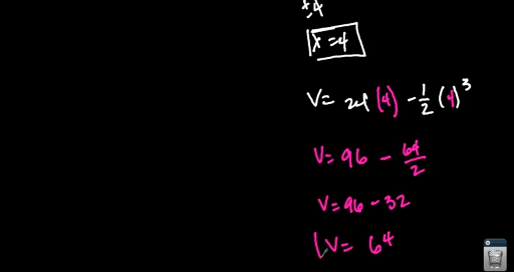 x=4
V= 24(4) - 1/2 (4)³
V= 96 - 64/2
V= 96 - 32
V= 64